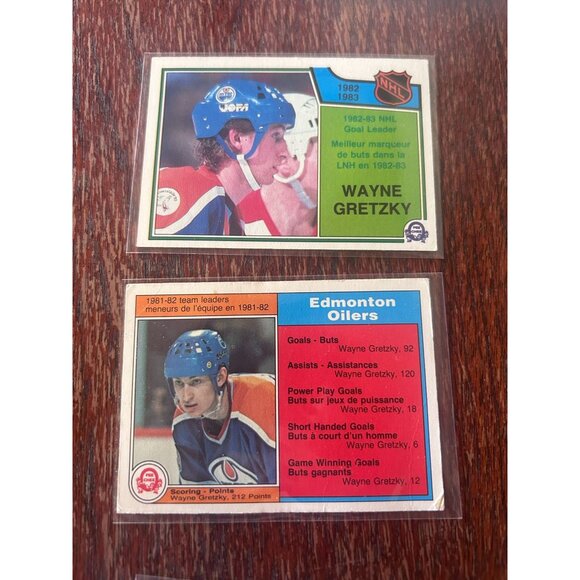 JOFA
1982
1983
NHL
1982-83 NHL
Goal Leader
Meilleur marqueur
de buts dans la
LNH en 1982-83
WAYNE
GRETZKY
1981-82 team leaders
meneurs de l'équipe en 1981-82
Edmonton
Oilers
Goals - Buts
Wayne Gretzky, 92
Assists - Assistances
Wayne Gretzky, 120
Power Play Goals
Buts sur jeux de puissance
Wayne Gretzky, 18
Short Handed Goals
Buts à court d'un homme
Wayne Gretzky, 6
Game Winning Goals
Buts gagnants
Wayne Gretzky, 12
Scoring - Points
Wayne Gretzky, 212 Points